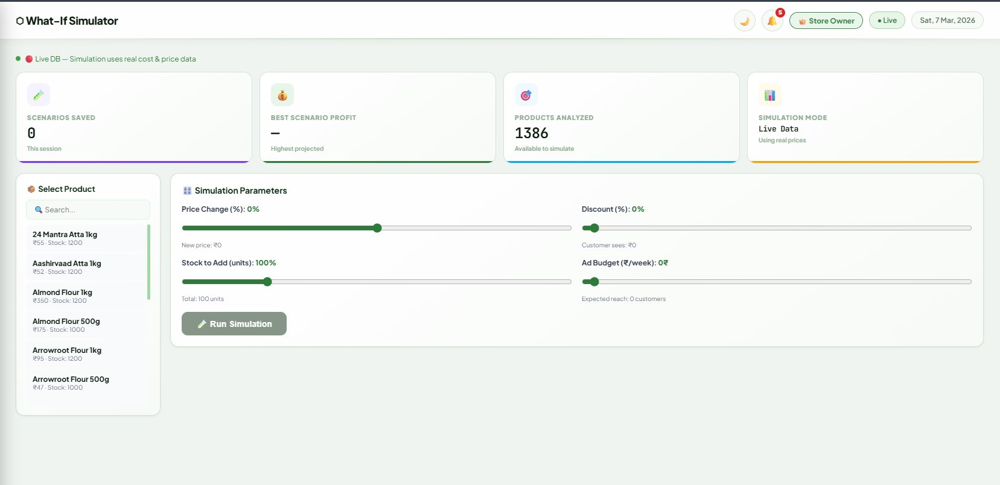 What-If Simulator
5
Store Owner
• Live
Sat, 7 Mar, 2026
Live DB — Simulation uses real cost & price data
SCENARIOS SAVED
0
This session
BEST SCENARIO PROFIT
—
Highest projected
PRODUCTS ANALYZED
1386
Available to simulate
SIMULATION MODE
Live Data
Using real prices
Select Product
Search...
24 Mantra Atta 1kg
₹55 · Stock: 1200
Aashirvaad Atta 1kg
₹52 · Stock: 1200
Almond Flour 1kg
₹350 · Stock: 1200
Almond Flour 500g
₹175 · Stock: 1000
Arrowroot Flour 1kg
₹95 · Stock: 1200
Arrowroot Flour 500g
₹47 · Stock: 1000
Simulation Parameters
Price Change (%): 0%
New price: ₹0
Discount (%): 0%
Customer sees: ₹0
Stock to Add (units): 100%
Total: 100 units
Ad Budget (₹/week): 0₹
Expected reach: 0 customers
Run Simulation